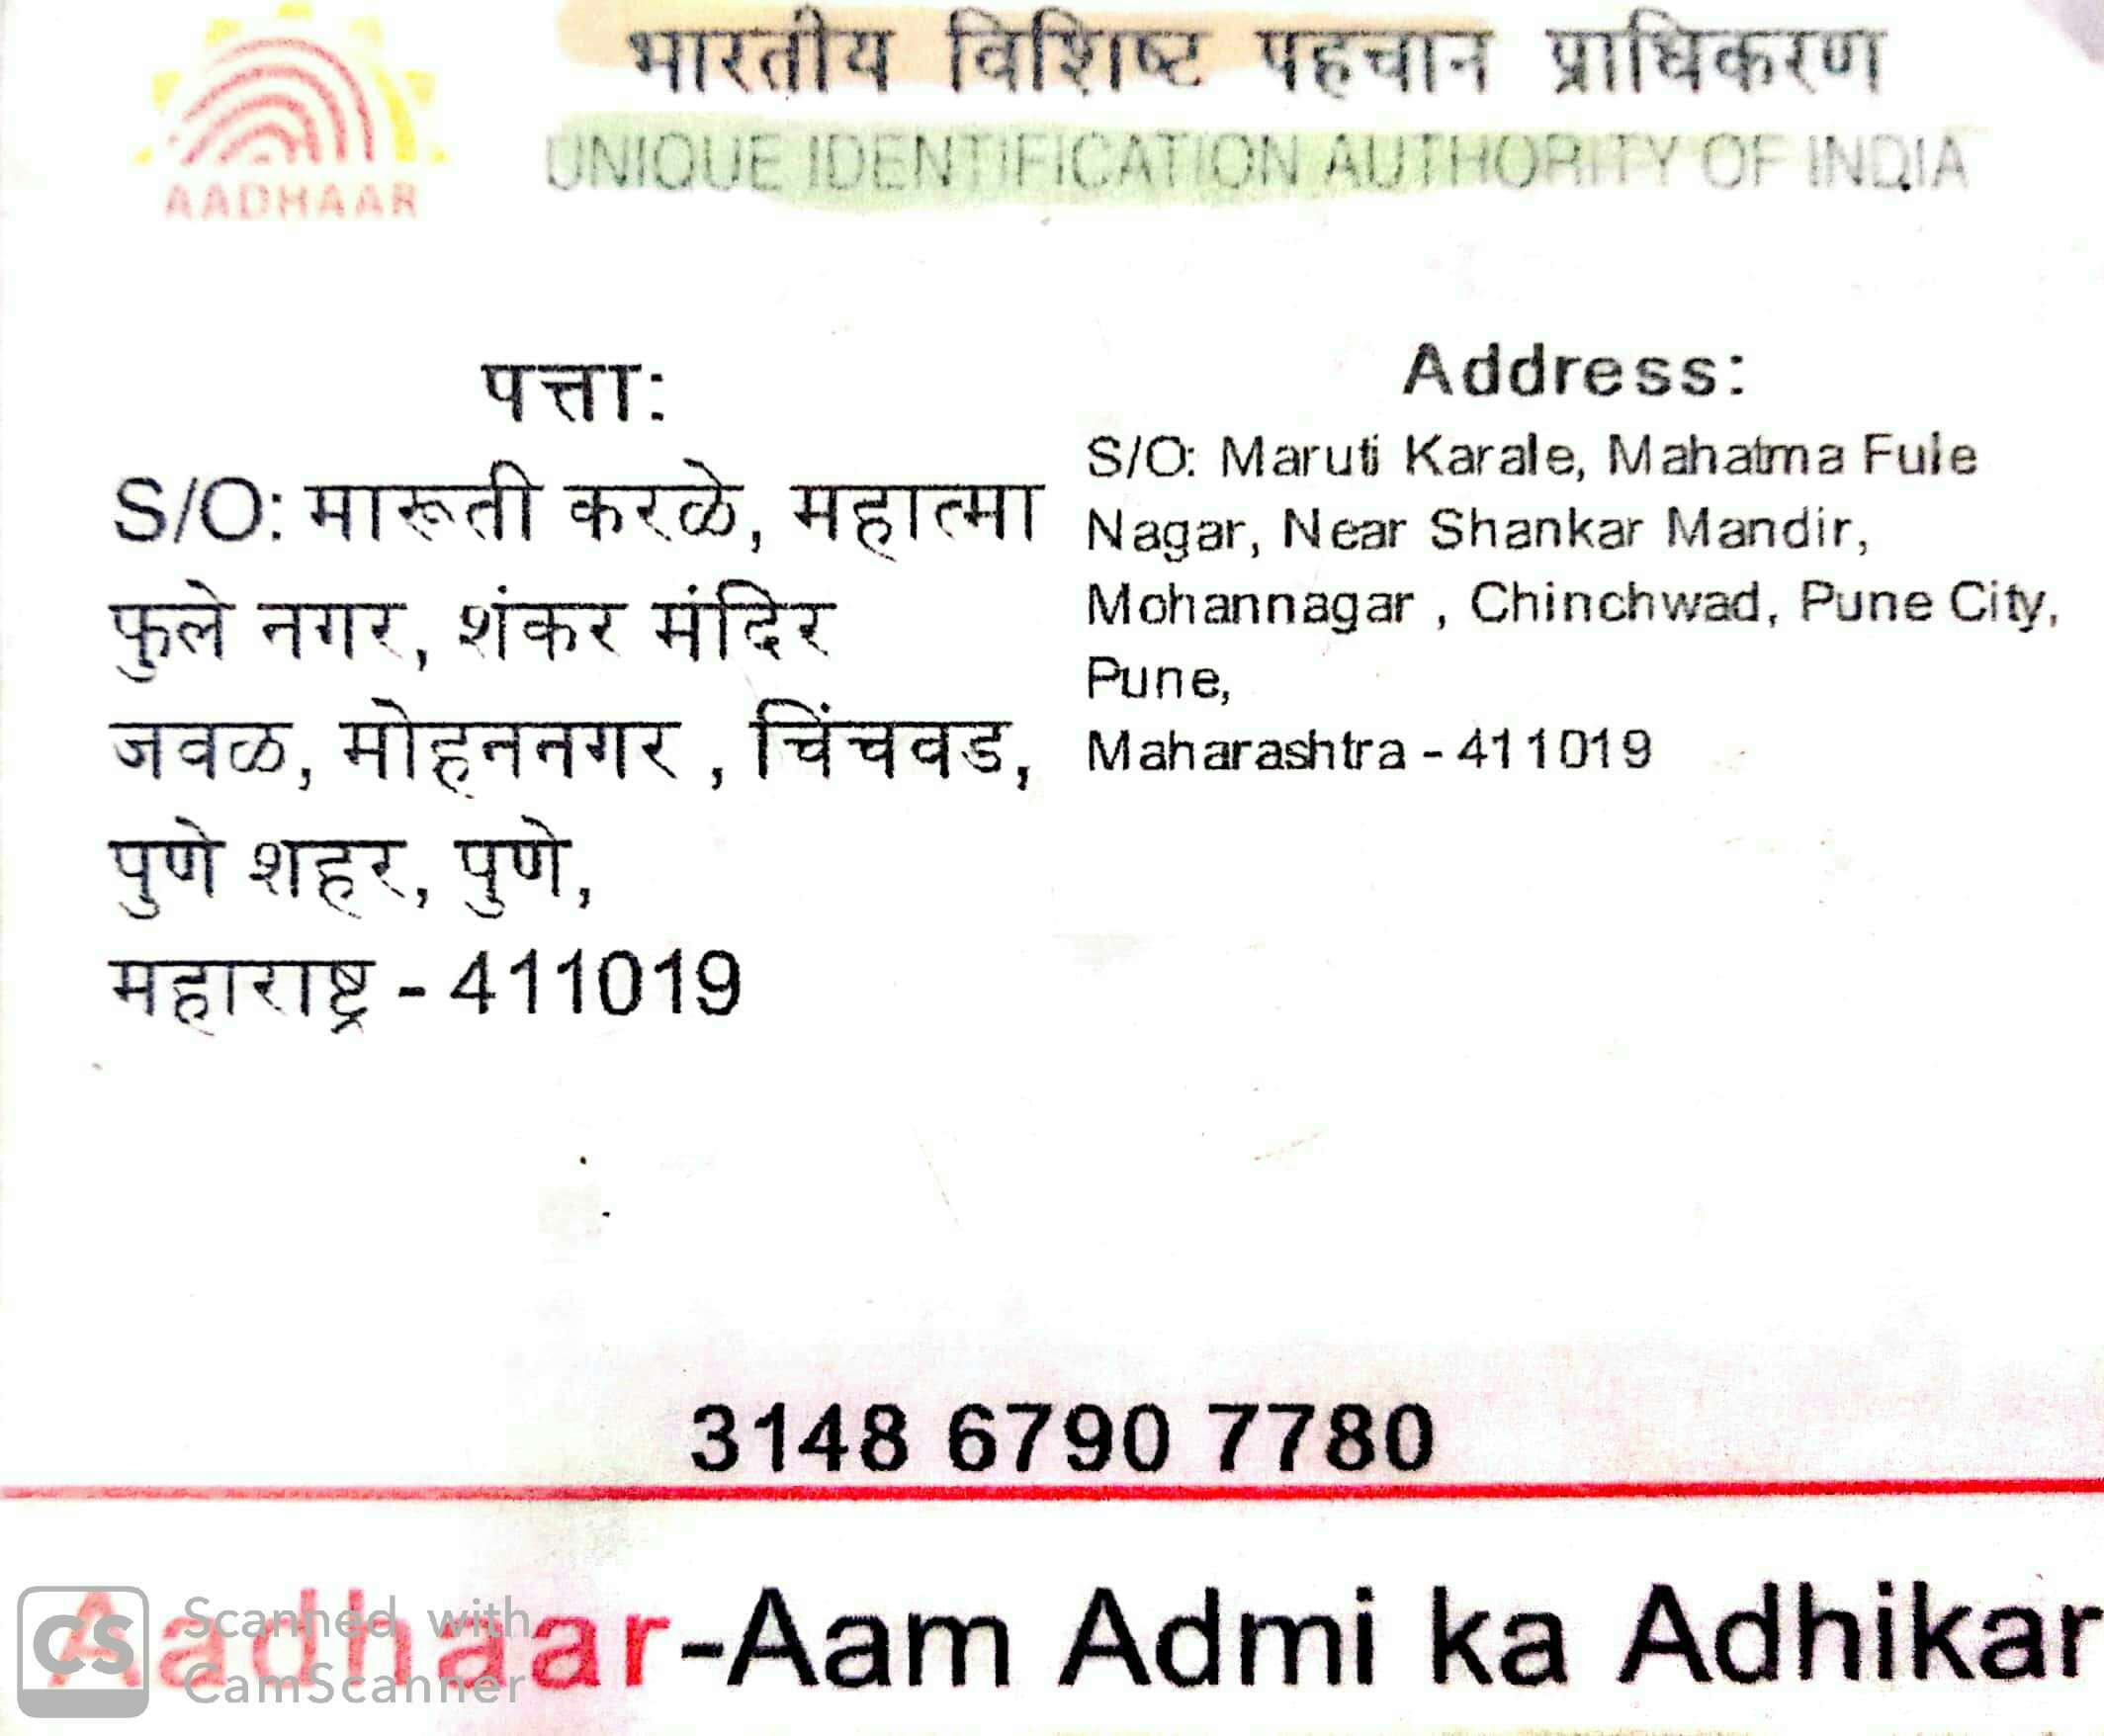 भारतीय विशिष्ट पहचान प्राधिकरण
UNIQUE IDENTIFICATION AUTHORITY OF INDIA
AADHAAR
पत्ता:
S/O: मारूती करळे, महात्मा
फुले नगर, शंकर मंदिर
जवळ, मोहननगर , चिंचवड,
पुणे शहर, पुणे,
महाराष्ट्र - 411019
Address:
S/O: Maruti Karale, Mahatma Fule
Nagar, Near Shankar Mandir,
Mohannagar , Chinchwad, Pune City,
Pune,
Maharashtra - 411019
3148 6790 7780
Aadhaar-Aam Admi ka Adhikar
CS
Scanned with
CamScanner